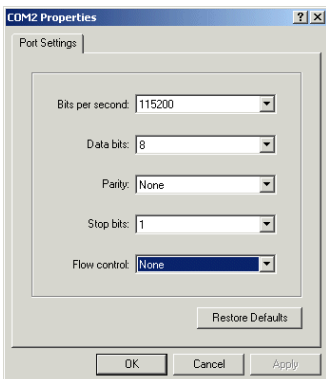 COM2 Properties
Port Settings
Bits per second: 115200
Data bits: 8
Parity: None
Stop bits: 1
Flow control: None
Restore Defaults
OK Cancel Apply